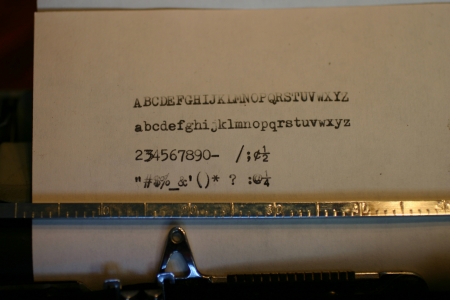 ABCDEFGHIJKLMNOPQRSTUVWXYZ
abcdefghijklmnopqrstuvwxyz
234567890- /;¢½
"#$%_&'()* ? :@¼